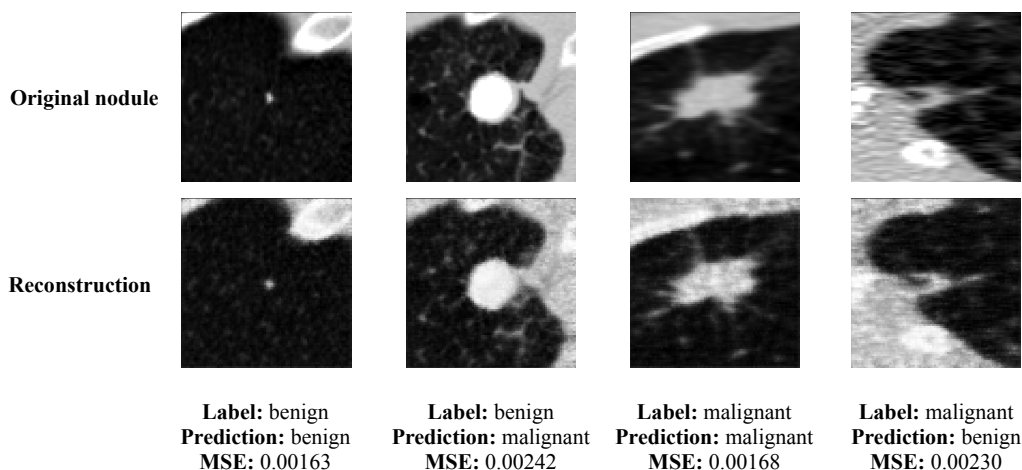 Original nodule
Reconstruction
Label: benign
Prediction: benign
MSE: 0.00163
Label: benign
Prediction: malignant
MSE: 0.00242
Label: malignant
Prediction: malignant
MSE: 0.00168
Label: malignant
Prediction: benign
MSE: 0.00230